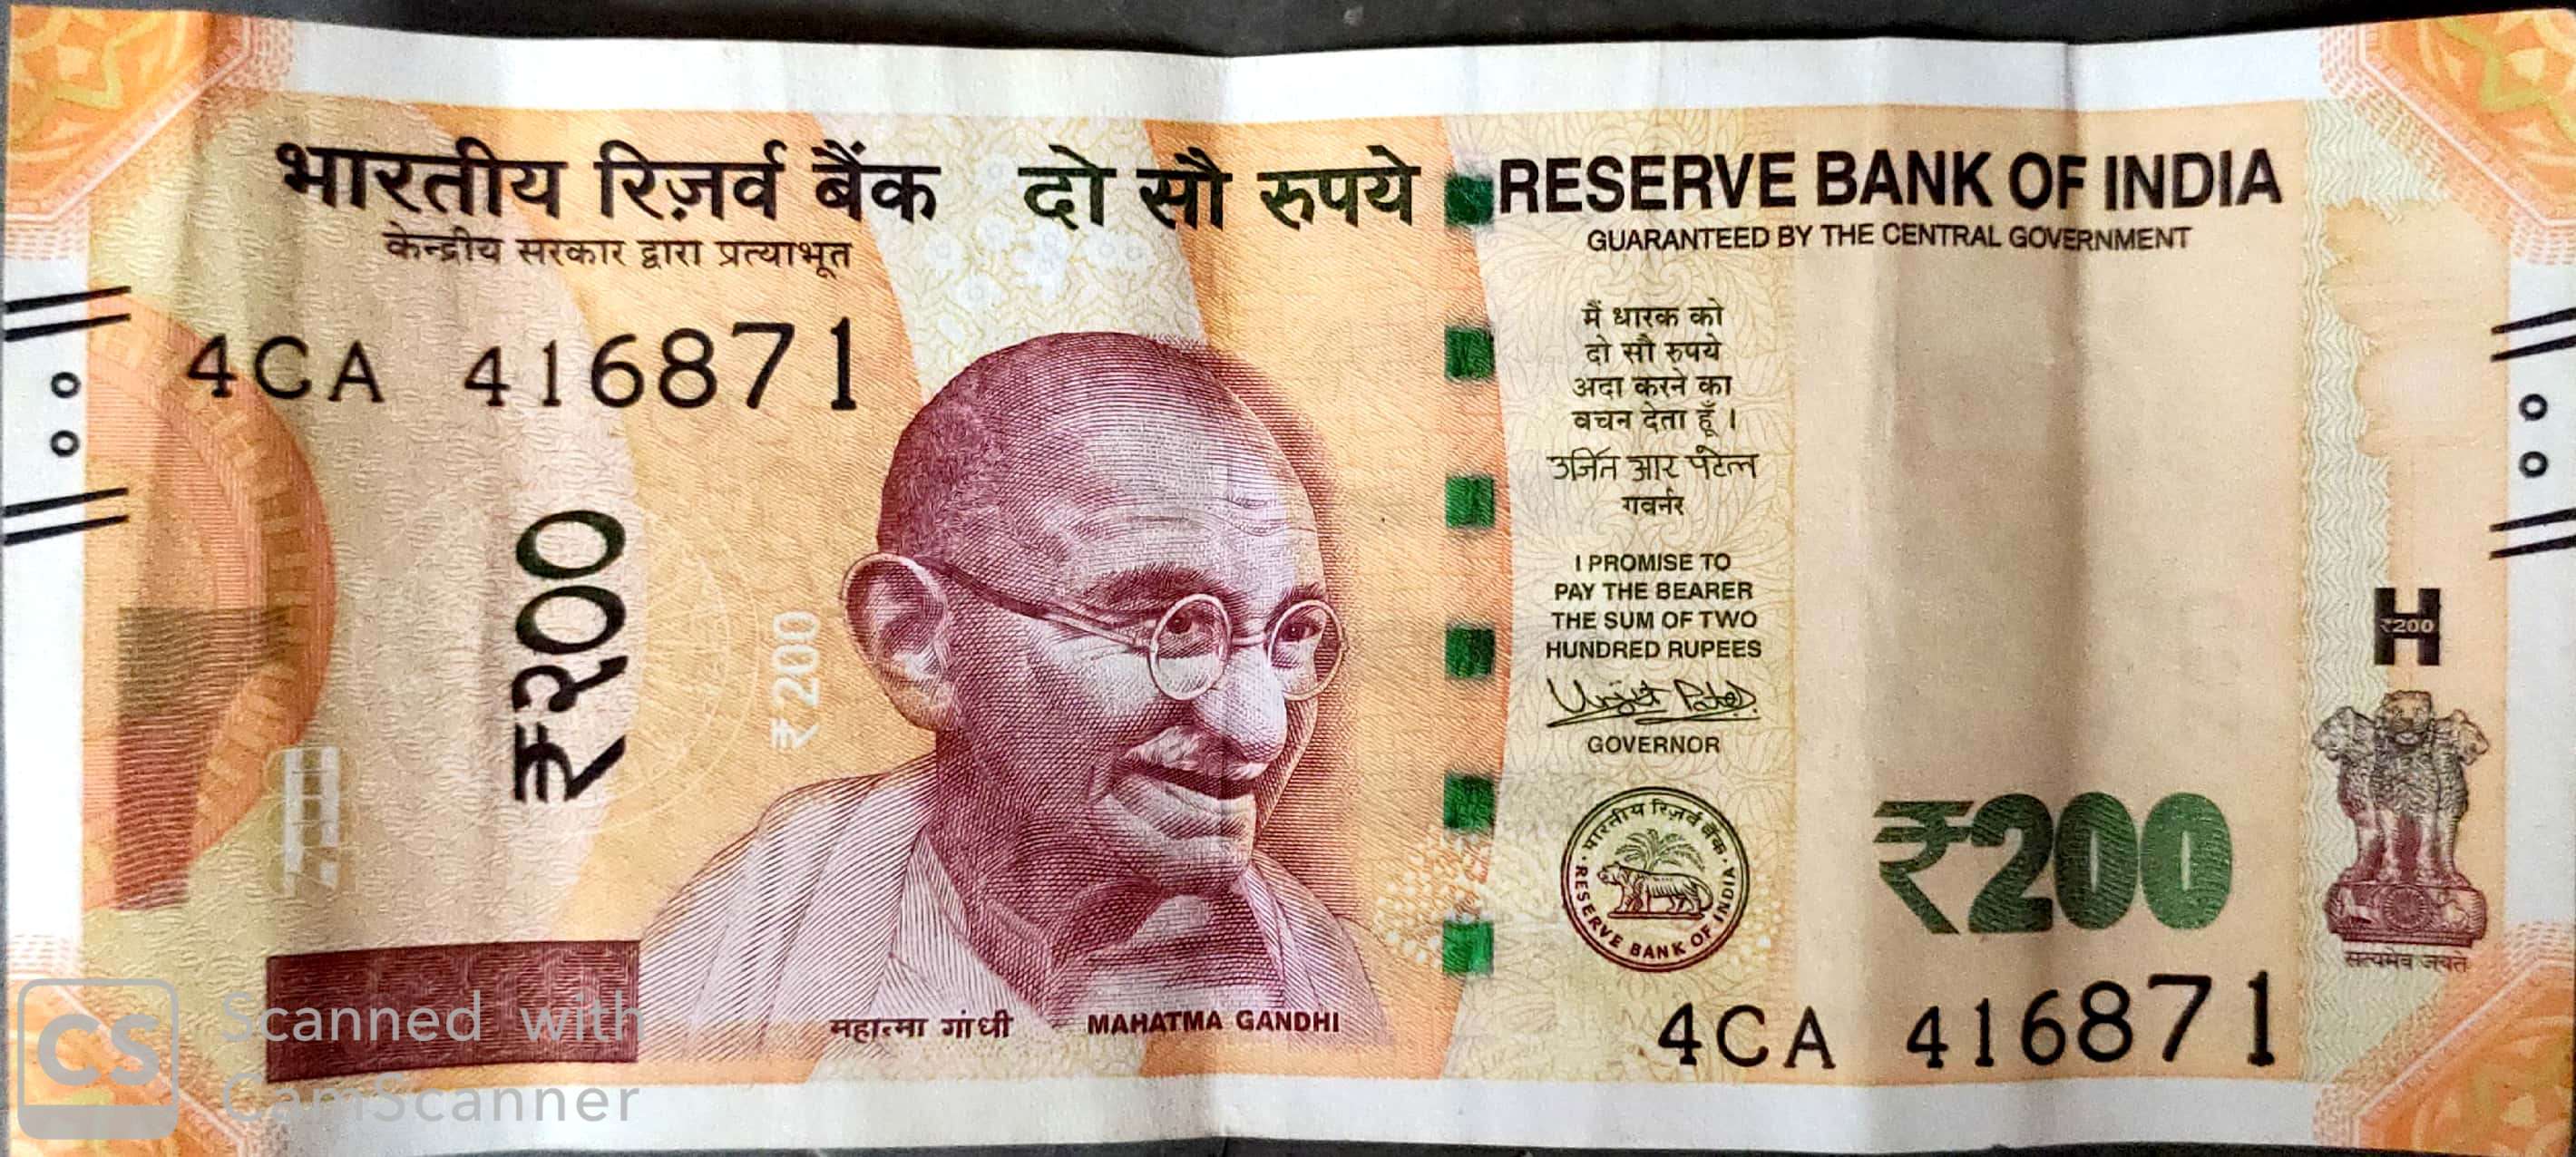 भारतीय रिज़र्व बैंक दो सौ रुपये RESERVE BANK OF INDIA
केन्द्रीय सरकार द्वारा प्रत्याभूत
GUARANTEED BY THE CENTRAL GOVERNMENT
4CA 416871
₹२००
₹200
मैं धारक को
दो सौ रुपये
अदा करने का
वचन देता हूँ ।
उर्जित आर पटेल
गवर्नर
I PROMISE TO
PAY THE BEARER
THE SUM OF TWO
HUNDRED RUPEES
Urjit Patel
GOVERNOR
भारतीय रिज़र्व बैंक
RESERVE BANK OF INDIA
H
₹200
₹200
सत्यमेव जयते
महात्मा गांधी MAHATMA GANDHI
4CA 416871
CS Scanned with
CamScanner